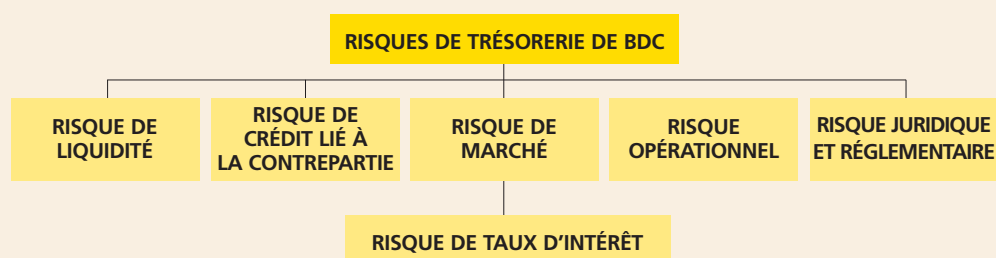 RISQUES DE TRÉSORERIE DE BDC
RISQUE DE
LIQUIDITÉ
RISQUE DE
CRÉDIT LIÉ À
LA CONTREPARTIE
RISQUE DE
MARCHÉ
RISQUE
OPÉRATIONNEL
RISQUE JURIDIQUE
ET RÉGLEMENTAIRE
RISQUE DE TAUX D'INTÉRÊT